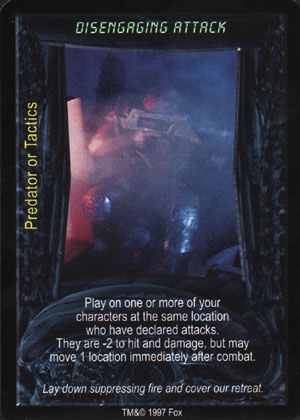 DISENGAGING ATTACK
Predator or Tactics
Play on one or more of your
characters at the same location
who have declared attacks.
They are -2 to hit and damage, but may
move 1 location immediately after combat.
Lay down suppressing fire and cover our retreat.
TM&© 1997 Fox